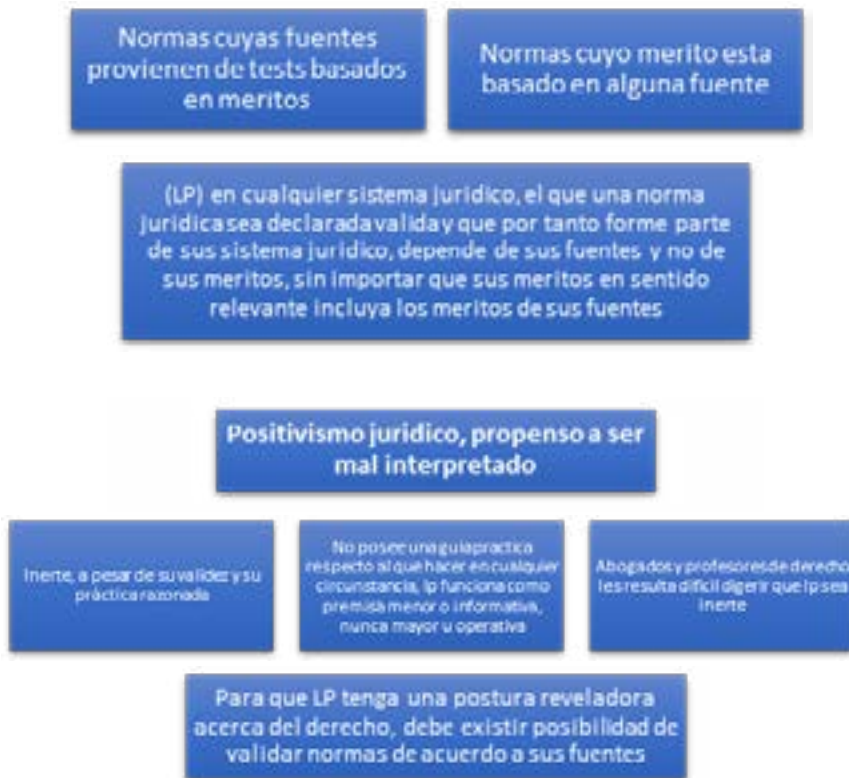 Normas cuyas fuentes
provienen de tests basados
en meritos
Normas cuyo merito esta
basado en alguna fuente
(LP) en cualquier sistema juridico, el que una norma
juridica sea declarada valida y que por tanto forme parte
de sus sistema juridico, depende de sus fuentes y no de
sus meritos, sin importar que sus meritos en sentido
relevante incluya los meritos de sus fuentes
Positivismo juridico, propenso a ser
mal interpretado
Inerte, a pesar de su validez y su
práctica razonada
No posee una guia practica
respecto al que hacer en cualquier
circunstancia, lp funciona como
premisa menor o informativa,
nunca mayor u operativa
Abogados y profesores de derecho
les resulta dificil digerir que lp sea
inerte
Para que LP tenga una postura reveladora
acerca del derecho, debe existir posibilidad de
validar normas de acuerdo a sus fuentes